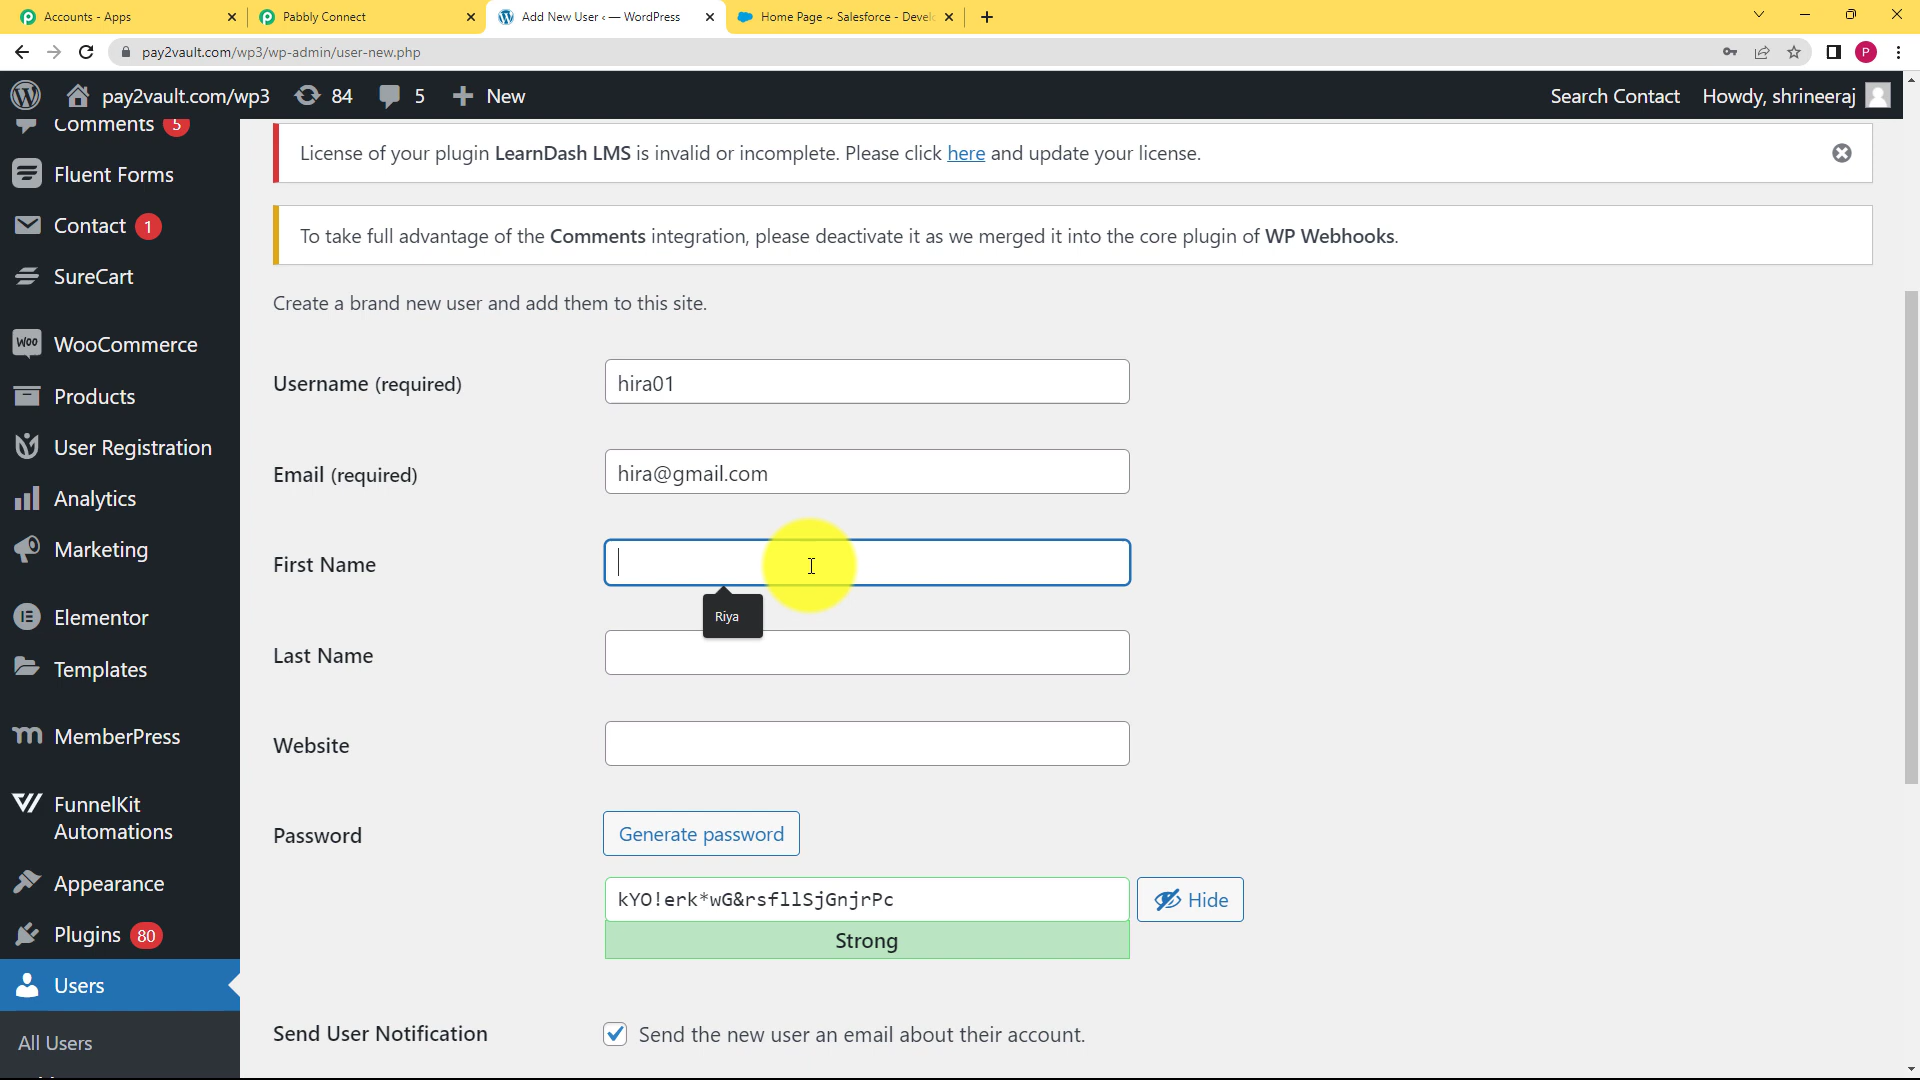 Accounts - Apps
Pabbly Connect
Add New User ‹ — WordPress
Home Page ~ Salesforce - Devel
pay2vault.com/wp3/wp-admin/user-new.php
P
pay2vault.com/wp3
84
5
New
Search Contact
Howdy, shrineeraj
Comments 5
Fluent Forms
Contact 1
SureCart
Woo WooCommerce
Products
User Registration
Analytics
Marketing
Elementor
Templates
MemberPress
FunnelKit
Automations
Appearance
Plugins 80
Users
All Users
License of your plugin LearnDash LMS is invalid or incomplete. Please click here and update your license.
To take full advantage of the Comments integration, please deactivate it as we merged it into the core plugin of WP Webhooks.
Create a brand new user and add them to this site.
Username (required)
hira01
Email (required)
hira@gmail.com
First Name
Riya
Last Name
Website
Password
Generate password
kYO!erk*wG&rsfllSjGnjrPc
Hide
Strong
Send User Notification
Send the new user an email about their account.